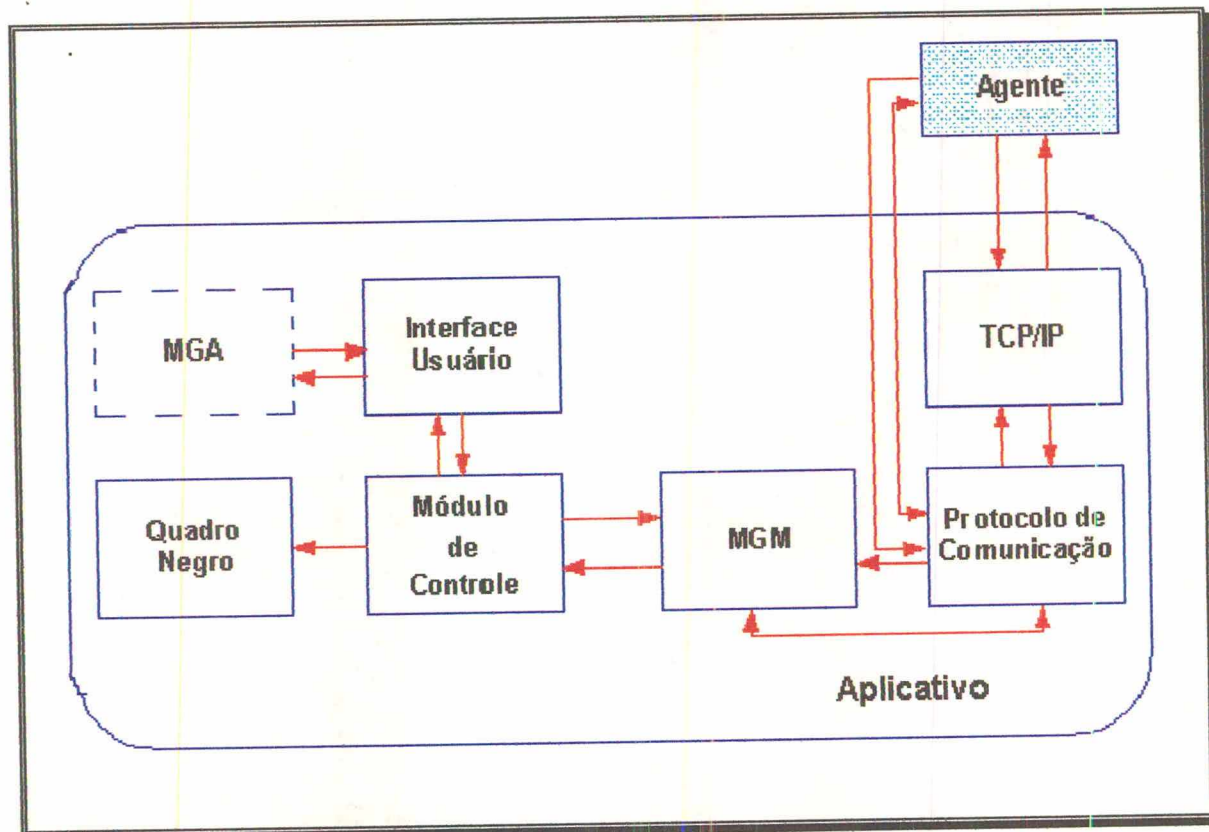 Agente
MGA
Interface
Usuário
TCP/IP
Quadro
Negro
Módulo
de
Controle
MGM
Protocolo de
Comunicação
Aplicativo